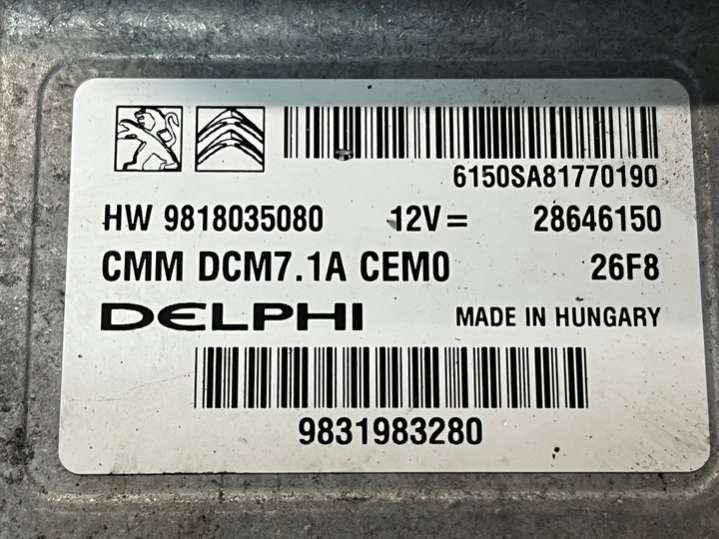 6150SA81770190
HW 9818035080 12V= 28646150
CMM DCM7.1A CEM0 26F8
DELPHI MADE IN HUNGARY
9831983280